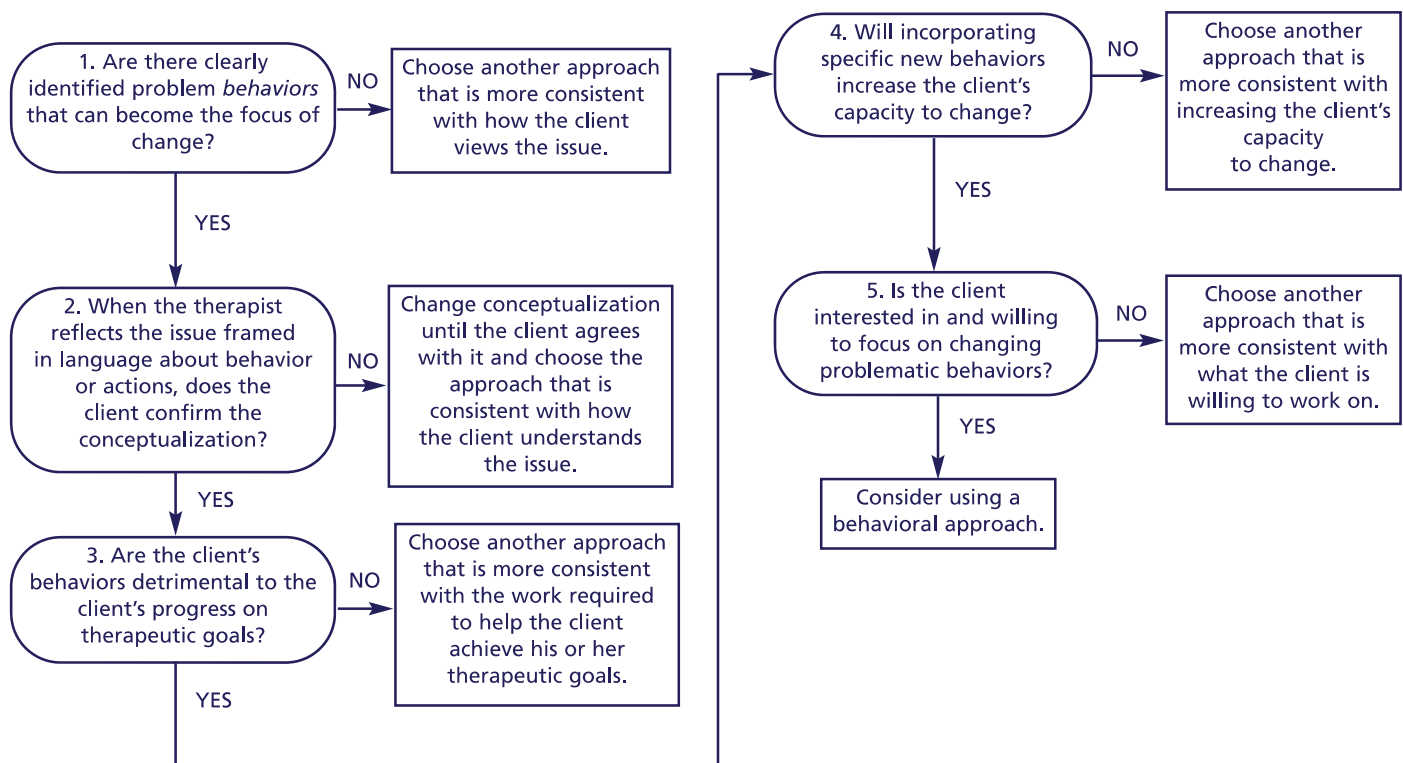 1. Are there clearly
identified problem behaviors
that can become the focus of
change?
NO
Choose another approach
that is more consistent
with how the client
views the issue.
YES
2. When the therapist
reflects the issue framed
in language about behavior
or actions, does the
client confirm the
conceptualization?
NO
Change conceptualization
until the client agrees
with it and choose the
approach that is
consistent with how
the client understands
the issue.
YES
3. Are the client’s
behaviors detrimental to the
client’s progress on
therapeutic goals?
NO
Choose another approach
that is more consistent
with the work required
to help the client
achieve his or her
therapeutic goals.
YES
4. Will incorporating
specific new behaviors
increase the client’s
capacity to change?
NO
Choose another
approach that is
more consistent with
increasing the client’s
capacity
to change.
YES
5. Is the client
interested in and willing
to focus on changing
problematic behaviors?
NO
Choose another
approach that is
more consistent with
what the client is
willing to work on.
YES
Consider using a
behavioral approach.